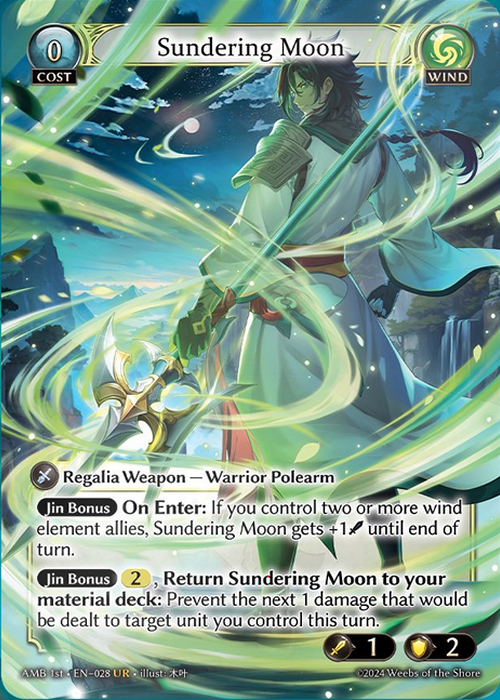 0
COST
Sundering Moon
WIND
Regalia Weapon — Warrior Polearm
Jin Bonus On Enter: If you control two or more wind
element allies, Sundering Moon gets +1 until end of
turn.
Jin Bonus 2, Return Sundering Moon to your
material deck: Prevent the next 1 damage that would
be dealt to target unit you control this turn.
1 2
AMB 1st • EN-028 UR • illust: 木叶
©2024 Weebs of the Shore